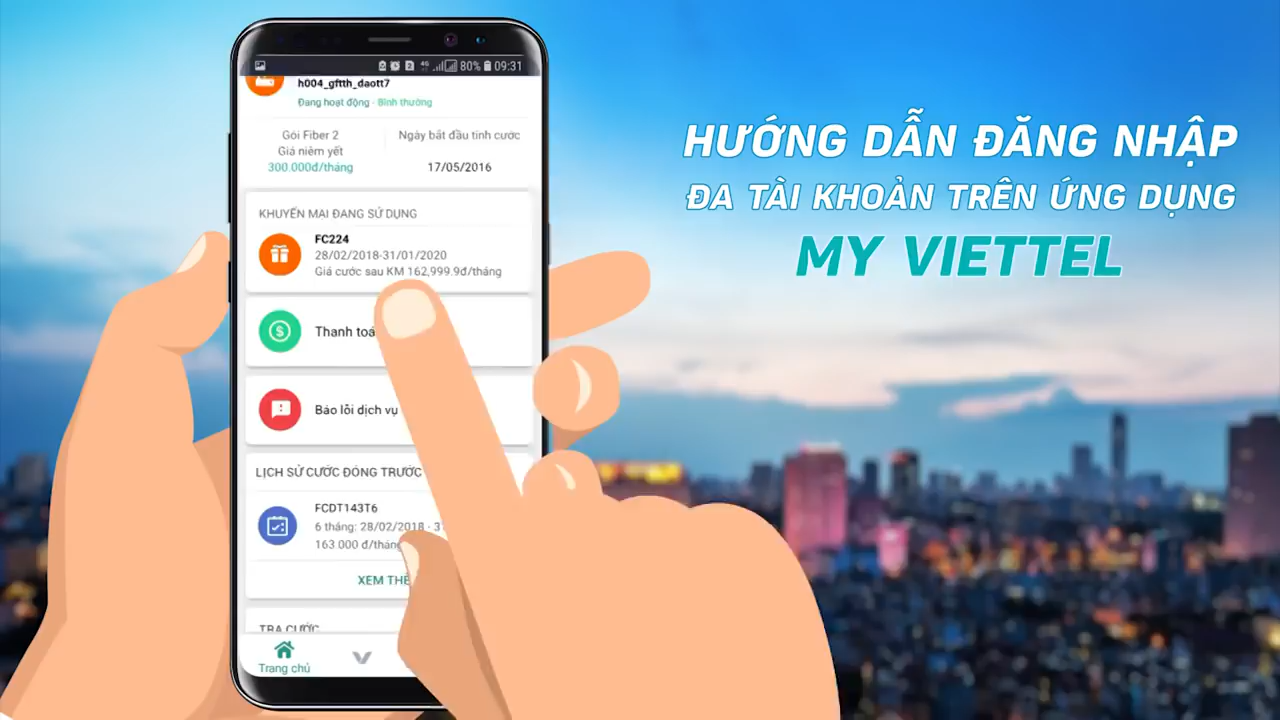 80% 09:31
h004_gftth_daott7
Đang hoạt động - Bình thường
Gói Fiber 2
Giá niêm yết
300.000đ/tháng
Ngày bắt đầu tính cước
17/05/2016
KHUYẾN MẠI ĐANG SỬ DỤNG
FC224
28/02/2018-31/01/2020
Giá cước sau KM 162,999.9đ/tháng
Thanh toá
Báo lỗi dịch vụ
LỊCH SỬ CƯỚC ĐÓNG TRƯỚC
FCDT143T6
6 tháng: 28/02/2018 - 3
163.000 đ/tháng
XEM THÊ
TRA CƯỚC
Trang chủ
HƯỚNG DẪN ĐĂNG NHẬP
ĐA TÀI KHOẢN TRÊN ỨNG DỤNG
MY VIETTEL